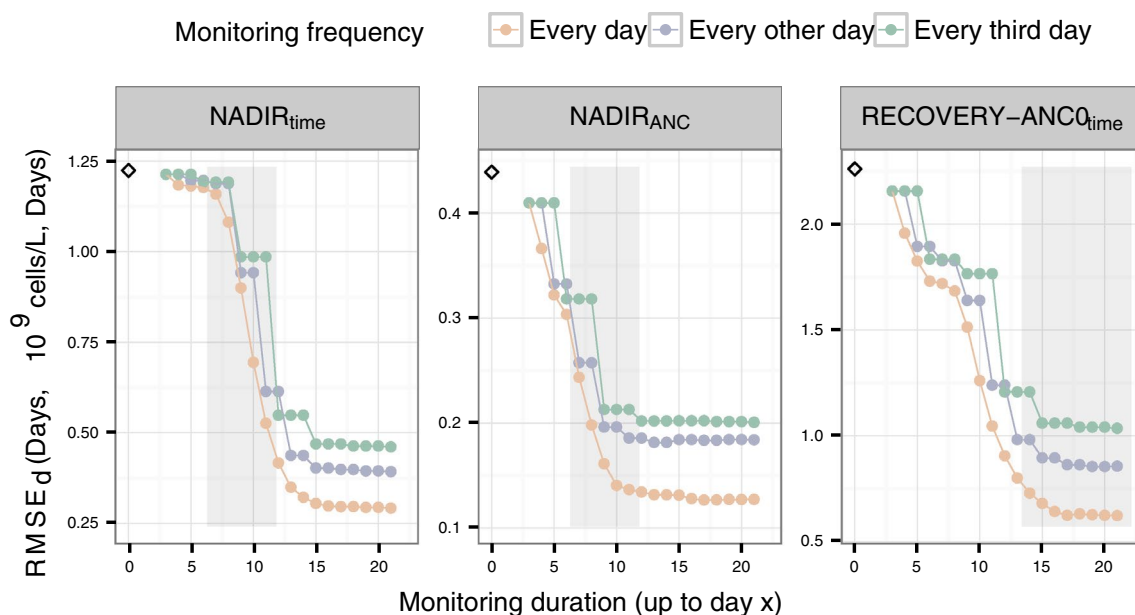 Monitoring frequency Every day Every other day Every third day
NADIRtime NADIRANC RECOVERY–ANC0time
RMSEd (Days, 10^9 cells/L, Days)
1.25
1.00
0.75
0.50
0.25
0 5 10 15 20
0.4
0.3
0.2
0.1
0 5 10 15 20
2.0
1.5
1.0
0.5
0 5 10 15 20
Monitoring duration (up to day x)